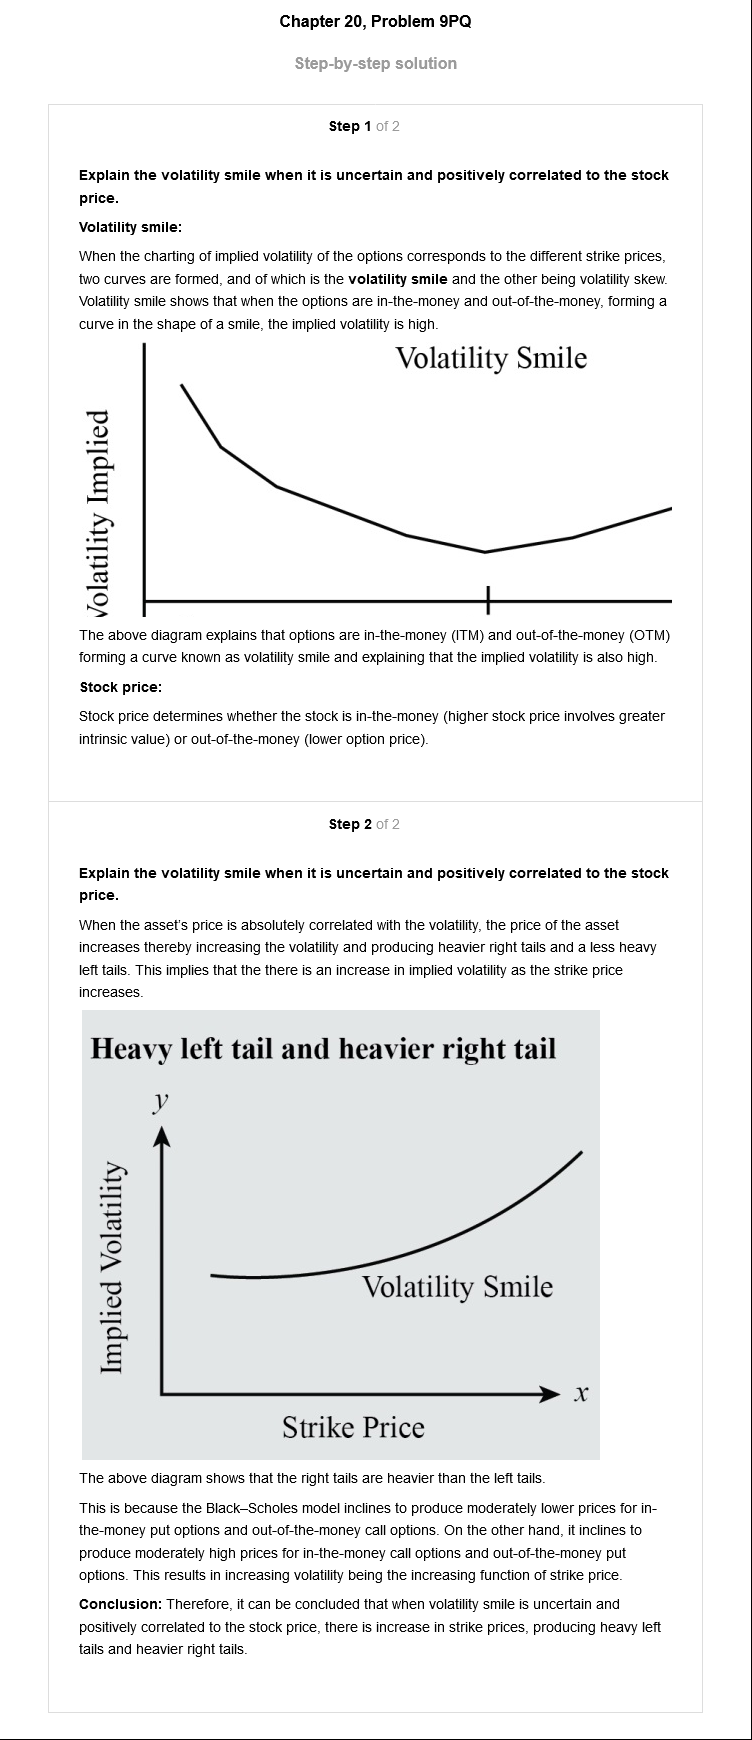 Chapter 20, Problem 9PQ
Step-by-step solution
Step 1 of 2
Explain the volatility smile when it is uncertain and positively correlated to the stock
price.
Volatility smile:
When the charting of implied volatility of the options corresponds to the different strike prices,
two curves are formed, and of which is the volatility smile and the other being volatility skew.
Volatility smile shows that when the options are in-the-money and out-of-the-money, forming a
curve in the shape of a smile, the implied volatility is high.
Volatility Smile
Volatility Implied
The above diagram explains that options are in-the-money (ITM) and out-of-the-money (OTM)
forming a curve known as volatility smile and explaining that the implied volatility is also high.
Stock price:
Stock price determines whether the stock is in-the-money (higher stock price involves greater
intrinsic value) or out-of-the-money (lower option price).
Step 2 of 2
Explain the volatility smile when it is uncertain and positively correlated to the stock
price.
When the asset's price is absolutely correlated with the volatility, the price of the asset
increases thereby increasing the volatility and producing heavier right tails and a less heavy
left tails. This implies that the there is an increase in implied volatility as the strike price
increases.
Heavy left tail and heavier right tail
y
Implied Volatility
Volatility Smile
x
Strike Price
The above diagram shows that the right tails are heavier than the left tails.
This is because the Black–Scholes model inclines to produce moderately lower prices for in-
the-money put options and out-of-the-money call options. On the other hand, it inclines to
produce moderately high prices for in-the-money call options and out-of-the-money put
options. This results in increasing volatility being the increasing function of strike price.
Conclusion: Therefore, it can be concluded that when volatility smile is uncertain and
positively correlated to the stock price, there is increase in strike prices, producing heavy left
tails and heavier right tails.